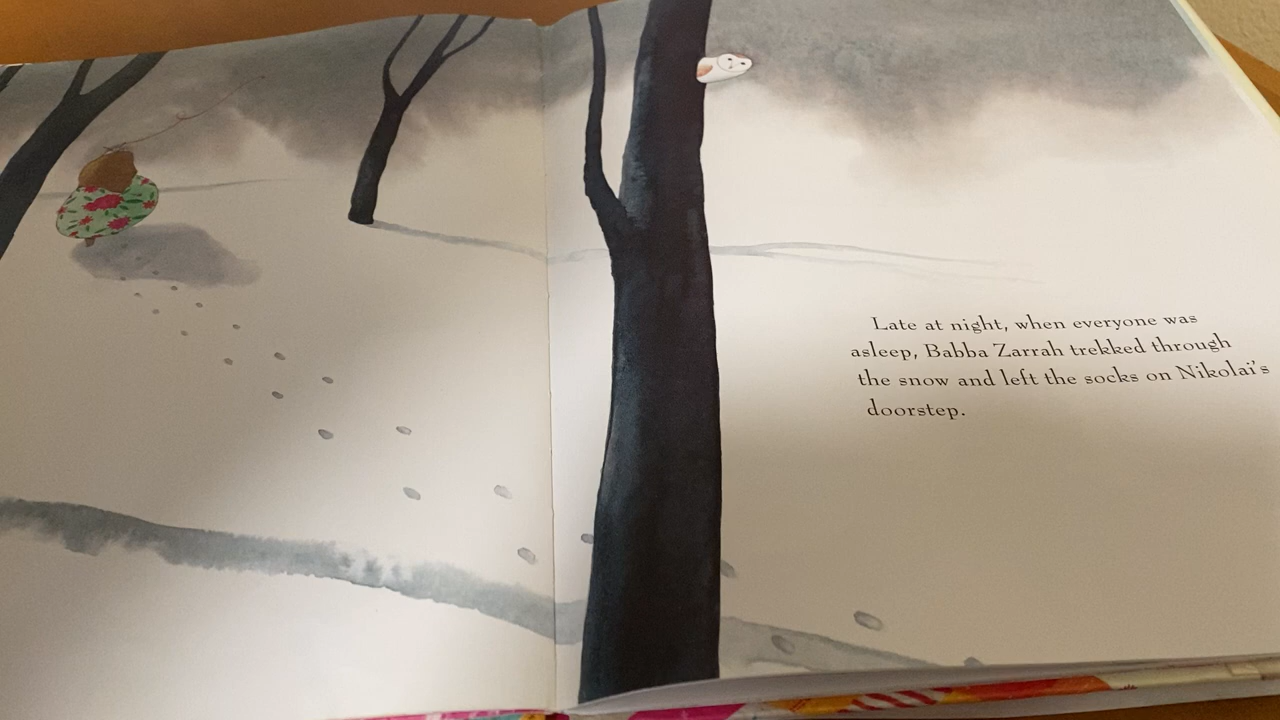 Late at night, when everyone was
asleep, Babba Zarrah trekked through
the snow and left the socks on Nikolai's
doorstep.